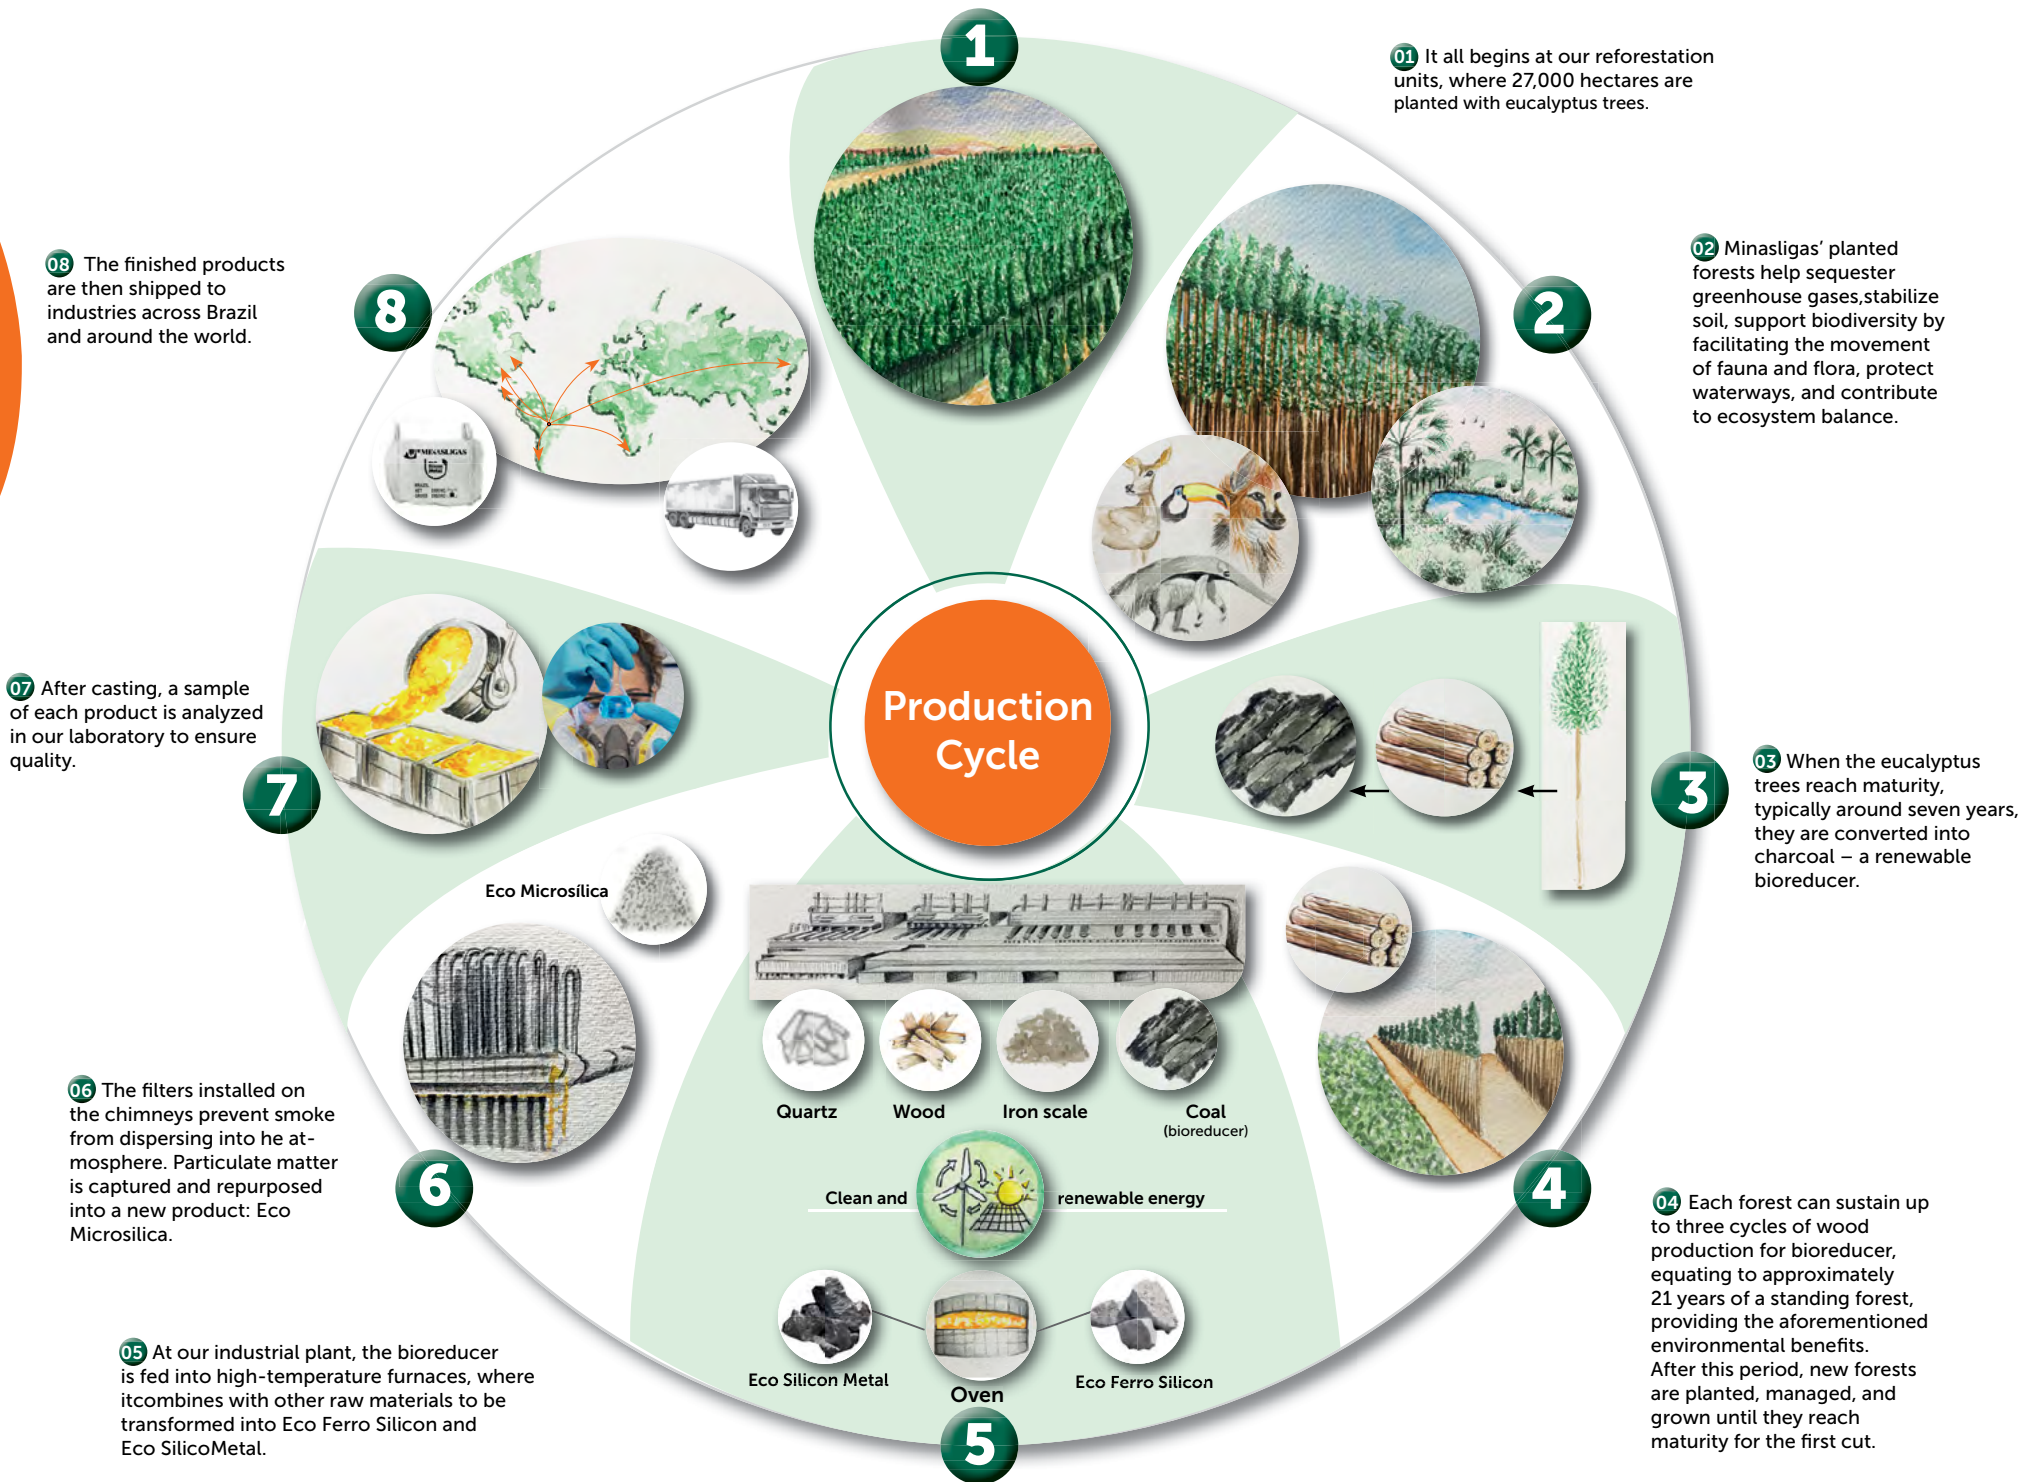 1
01 It all begins at our reforestation
units, where 27,000 hectares are
planted with eucalyptus trees.
2
02 Minasligas’ planted
forests help sequester
greenhouse gases,stabilize
soil, support biodiversity by
facilitating the movement
of fauna and flora, protect
waterways, and contribute
to ecosystem balance.
3
03 When the eucalyptus
trees reach maturity,
typically around seven years,
they are converted into
charcoal – a renewable
bioreducer.
4
04 Each forest can sustain up
to three cycles of wood
production for bioreducer,
equating to approximately
21 years of a standing forest,
providing the aforementioned
environmental benefits.
After this period, new forests
are planted, managed, and
grown until they reach
maturity for the first cut.
Production
Cycle
Quartz
Wood
Iron scale
Coal
(bioreducer)
Clean and
renewable energy
Eco Silicon Metal
Oven
Eco Ferro Silicon
5
05 At our industrial plant, the bioreducer
is fed into high-temperature furnaces, where
itcombines with other raw materials to be
transformed into Eco Ferro Silicon and
Eco SilicoMetal.
Eco Microsílica
6
06 The filters installed on
the chimneys prevent smoke
from dispersing into he at-
mosphere. Particulate matter
is captured and repurposed
into a new product: Eco
Microsilica.
7
07 After casting, a sample
of each product is analyzed
in our laboratory to ensure
quality.
8
08 The finished products
are then shipped to
industries across Brazil
and around the world.
MINASLIGAS